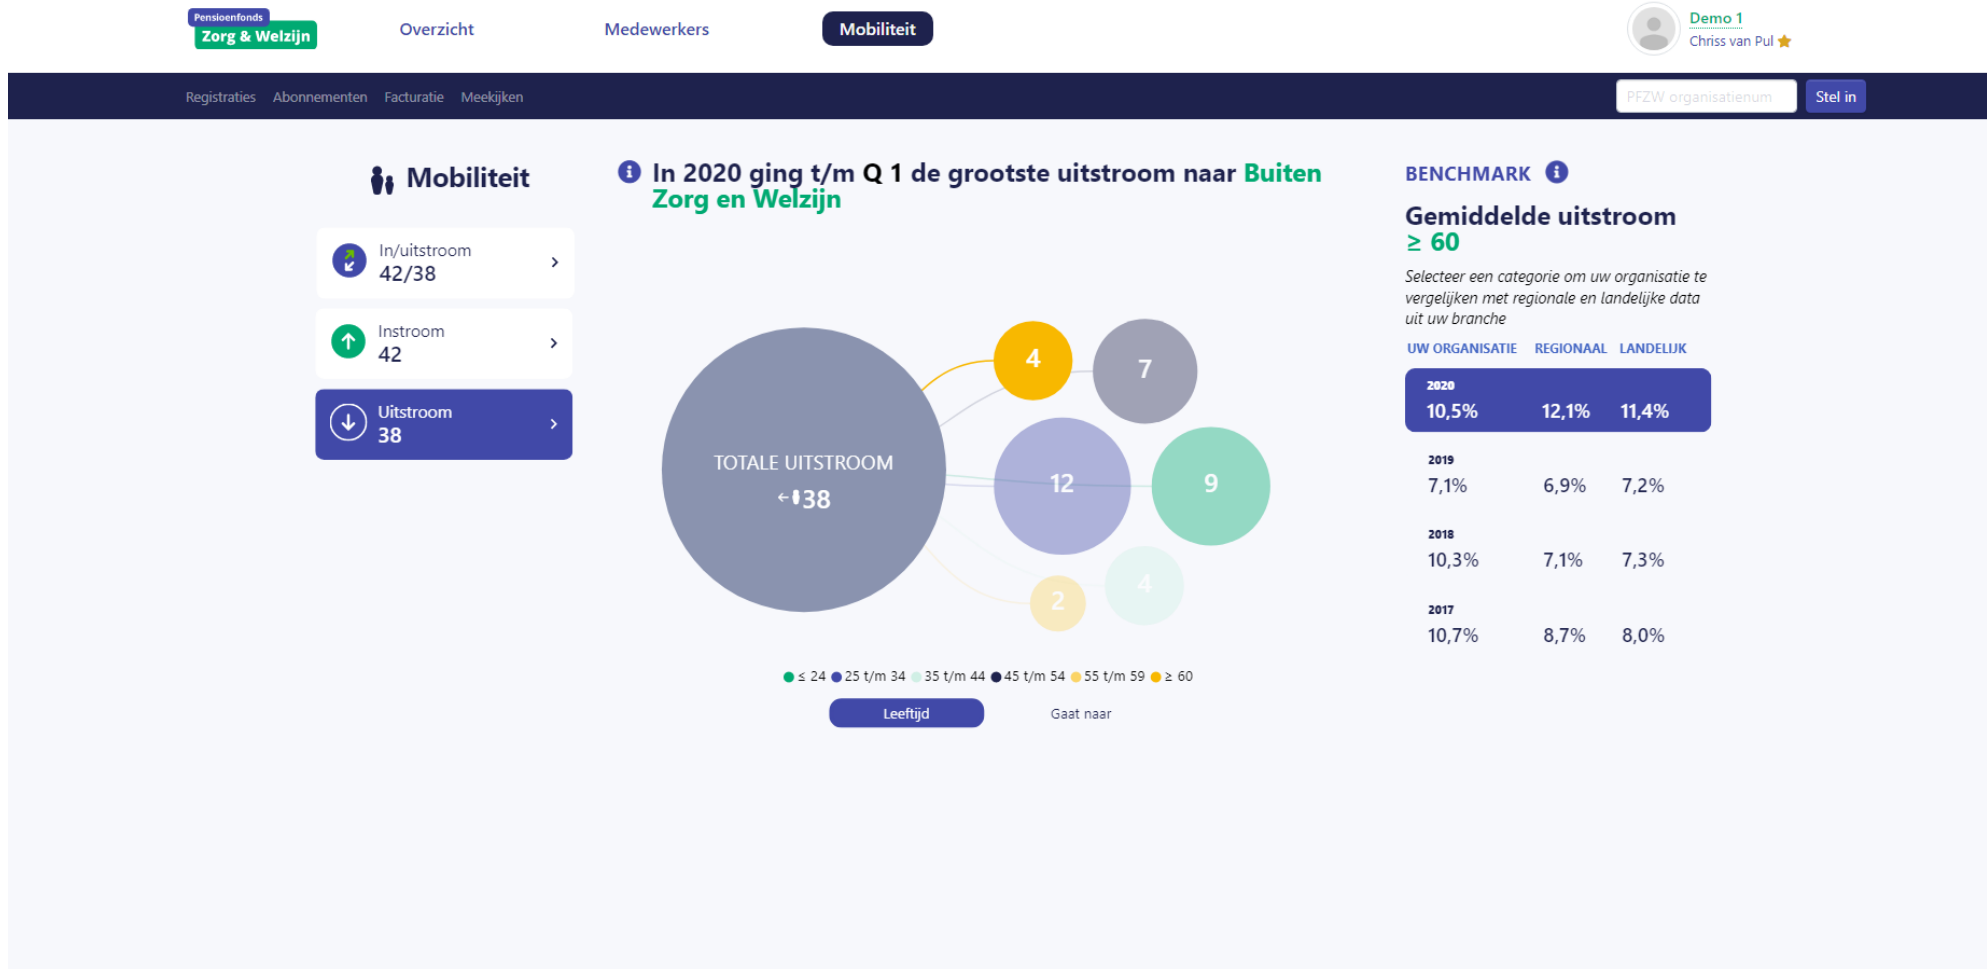 Pensioenfonds
Zorg & Welzijn
Overzicht
Medewerkers
Mobiliteit
Demo 1
Chriss van Pul
Registraties Abonnementen Facturatie Meekijken
PFZW organisatienum
Stel in
Mobiliteit
In/uitstroom
42/38
Instroom
42
Uitstroom
38
In 2020 ging t/m Q 1 de grootste uitstroom naar Buiten
Zorg en Welzijn
TOTALE UITSTROOM
←38
4
7
12
9
2
4
≤ 24 25 t/m 34 35 t/m 44 45 t/m 54 55 t/m 59 ≥ 60
Leeftijd
Gaat naar
BENCHMARK
Gemiddelde uitstroom
≥ 60
Selecteer een categorie om uw organisatie te
vergelijken met regionale en landelijke data
uit uw branche
UW ORGANISATIE REGIONAAL LANDELIJK
2020
10,5% 12,1% 11,4%
2019
7,1% 6,9% 7,2%
2018
10,3% 7,1% 7,3%
2017
10,7% 8,7% 8,0%